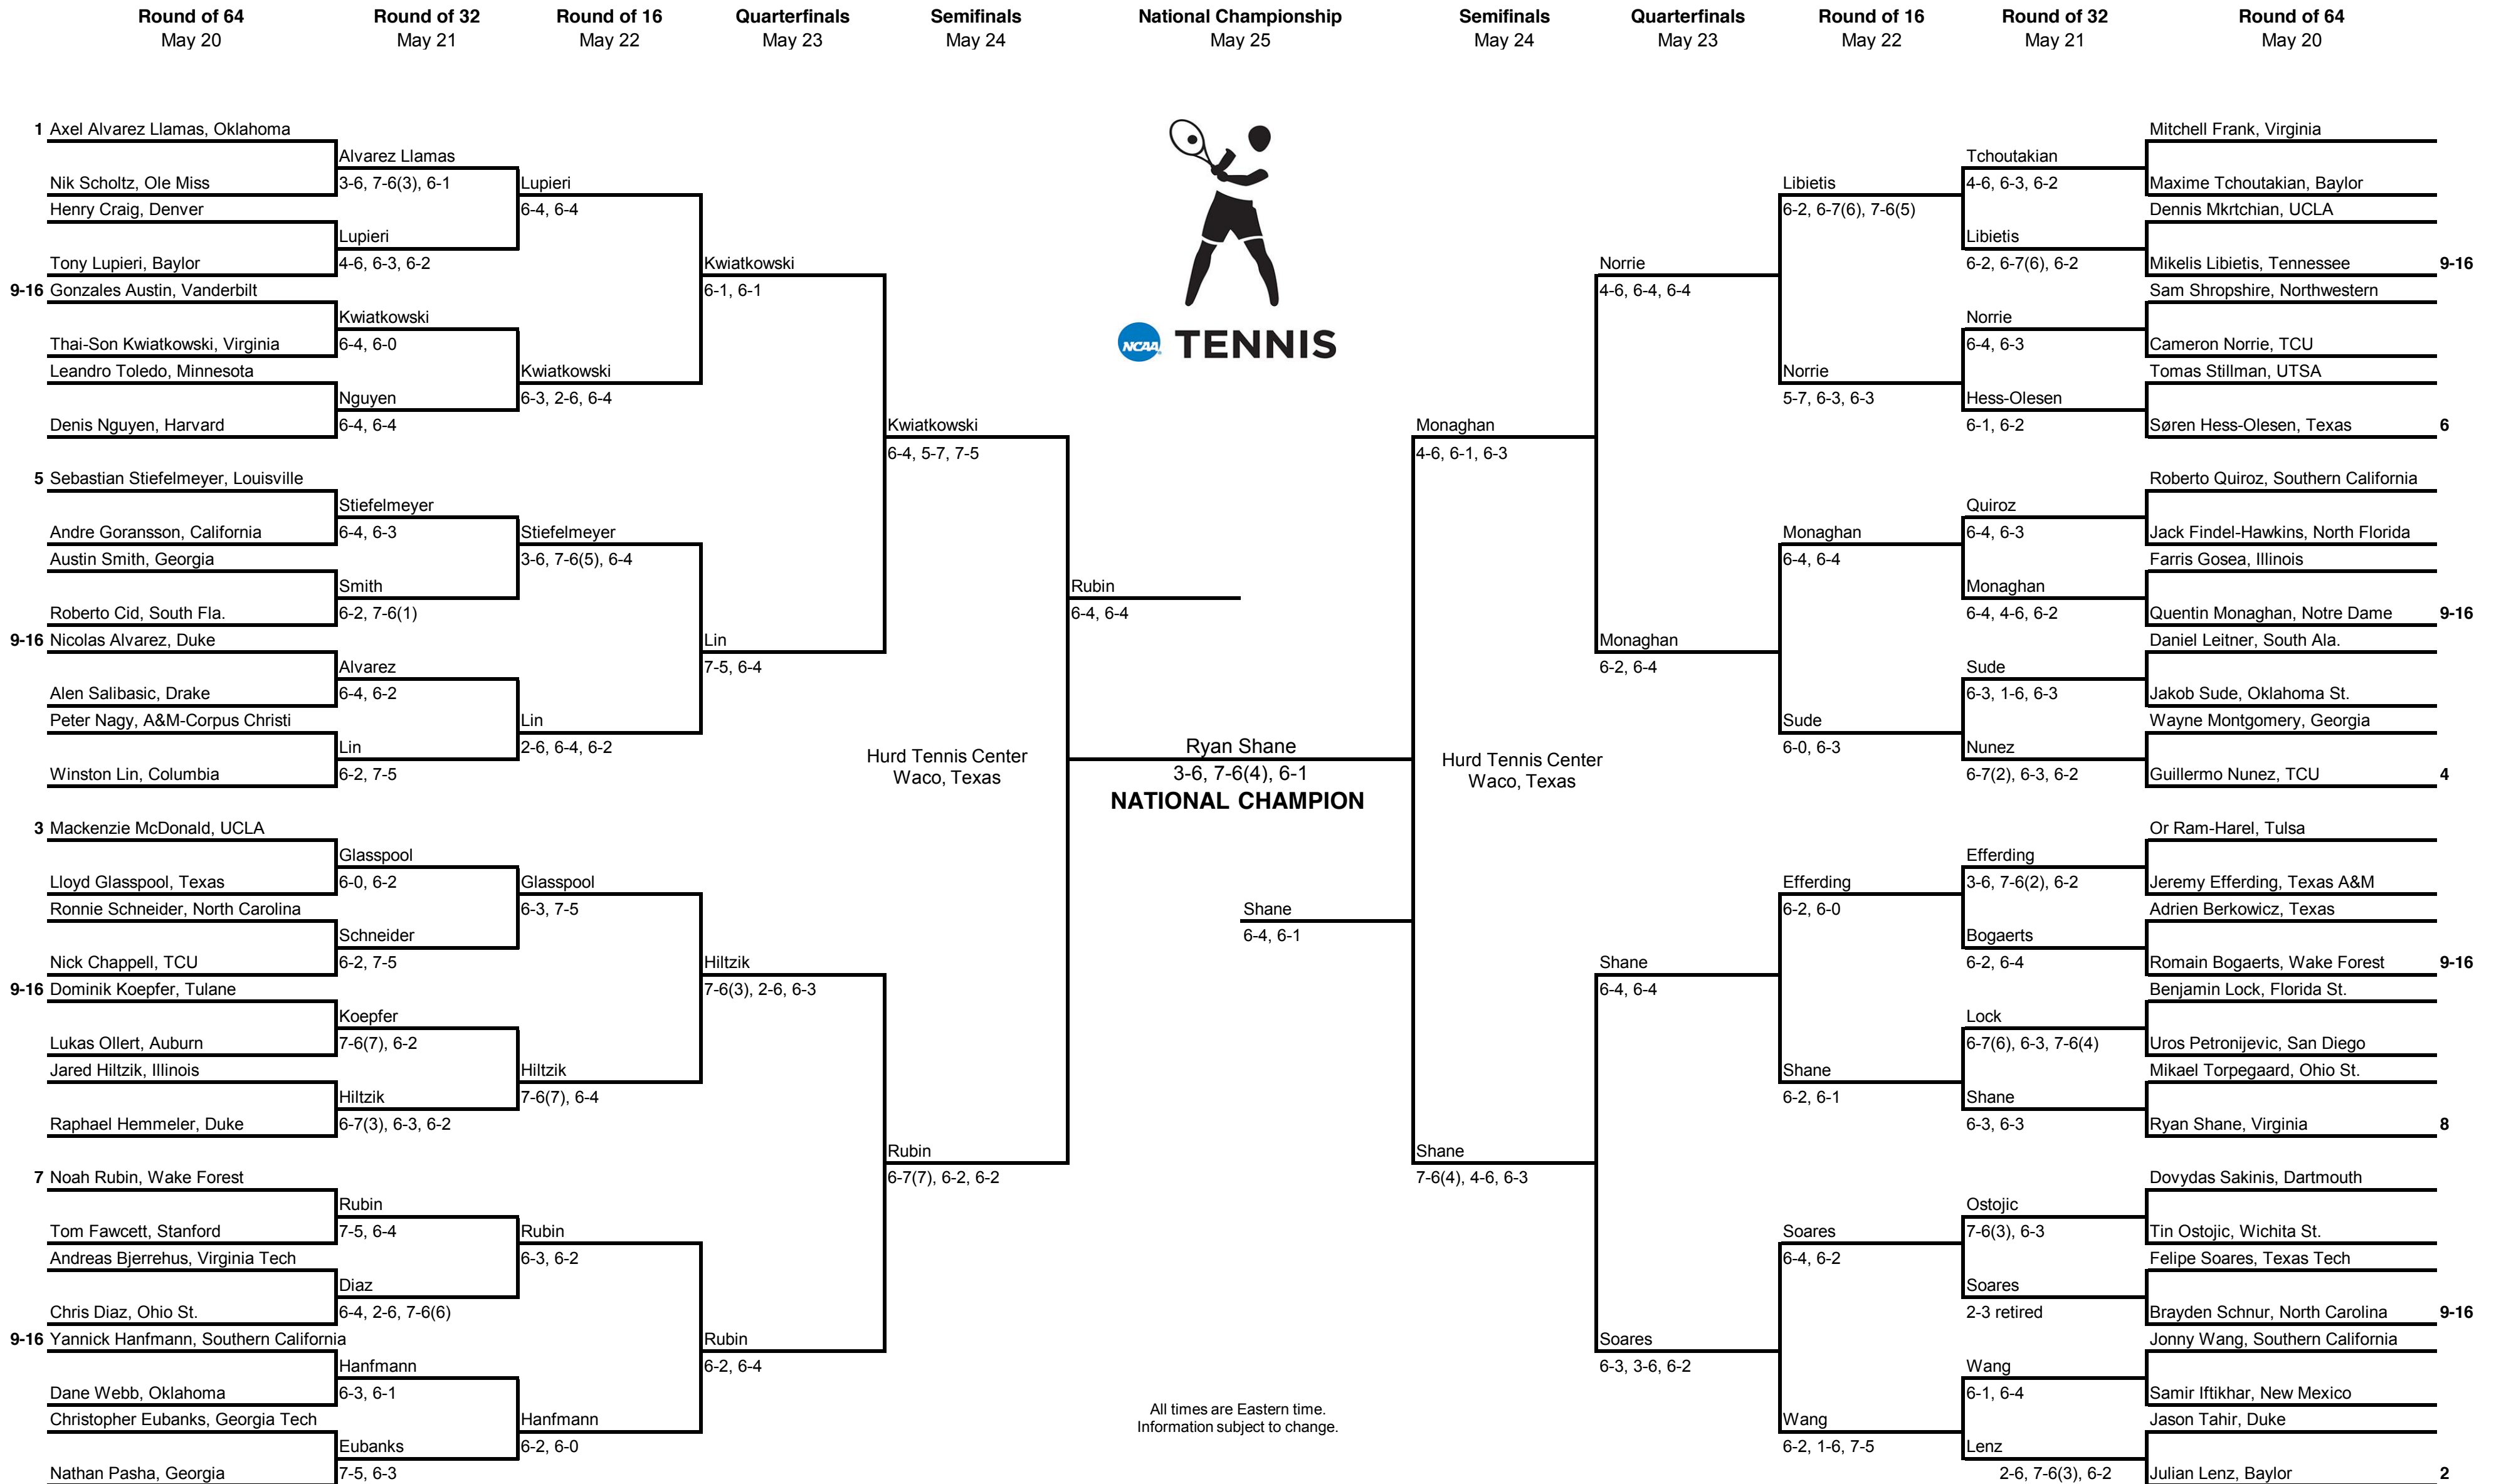 Round of 64
May 20
Round of 32
May 21
Round of 16
May 22
Quarterfinals
May 23
Semifinals
May 24
National Championship
May 25
Semifinals
May 24
Quarterfinals
May 23
Round of 16
May 22
Round of 32
May 21
Round of 64
May 20
1 Axel Alvarez Llamas, Oklahoma
Nik Scholtz, Ole Miss
Henry Craig, Denver
Tony Lupieri, Baylor
9-16 Gonzales Austin, Vanderbilt
Thai-Son Kwiatkowski, Virginia
Leandro Toledo, Minnesota
Denis Nguyen, Harvard
5 Sebastian Stiefelmeyer, Louisville
Andre Goransson, California
Austin Smith, Georgia
Roberto Cid, South Fla.
9-16 Nicolas Alvarez, Duke
Alen Salibasic, Drake
Peter Nagy, A&M-Corpus Christi
Winston Lin, Columbia
3 Mackenzie McDonald, UCLA
Lloyd Glasspool, Texas
Ronnie Schneider, North Carolina
Nick Chappell, TCU
9-16 Dominik Koepfer, Tulane
Lukas Ollert, Auburn
Jared Hiltzik, Illinois
Raphael Hemmeler, Duke
7 Noah Rubin, Wake Forest
Tom Fawcett, Stanford
Andreas Bjerrehus, Virginia Tech
Chris Diaz, Ohio St.
9-16 Yannick Hanfmann, Southern California
Dane Webb, Oklahoma
Christopher Eubanks, Georgia Tech
Nathan Pasha, Georgia
Alvarez Llamas
3-6, 7-6(3), 6-1
Lupieri
4-6, 6-3, 6-2
Kwiatkowski
6-4, 6-0
Nguyen
6-4, 6-4
Stiefelmeyer
6-4, 6-3
Smith
6-2, 7-6(1)
Alvarez
6-4, 6-2
Lin
6-2, 7-5
Glasspool
6-0, 6-2
Schneider
6-2, 7-5
Koepfer
7-6(7), 6-2
Hiltzik
6-7(3), 6-3, 6-2
Rubin
7-5, 6-4
Diaz
6-4, 2-6, 7-6(6)
Hanfmann
6-3, 6-1
Eubanks
7-5, 6-3
Lupieri
6-4, 6-4
Kwiatkowski
6-3, 2-6, 6-4
Stiefelmeyer
3-6, 7-6(5), 6-4
Lin
2-6, 6-4, 6-2
Glasspool
6-3, 7-5
Hiltzik
7-6(7), 6-4
Rubin
6-3, 6-2
Hanfmann
6-2, 6-0
Kwiatkowski
6-1, 6-1
Lin
7-5, 6-4
Hiltzik
7-6(3), 2-6, 6-3
Rubin
6-2, 6-4
Kwiatkowski
6-4, 5-7, 7-5
Hurd Tennis Center
Waco, Texas
Rubin
6-7(7), 6-2, 6-2
NCAA TENNIS
Rubin
6-4, 6-4
Ryan Shane
3-6, 7-6(4), 6-1
NATIONAL CHAMPION
Shane
6-4, 6-1
All times are Eastern time.
Information subject to change.
Monaghan
4-6, 6-1, 6-3
Hurd Tennis Center
Waco, Texas
Shane
7-6(4), 4-6, 6-3
Norrie
4-6, 6-4, 6-4
Monaghan
6-2, 6-4
Shane
6-4, 6-4
Soares
6-3, 3-6, 6-2
Libietis
6-2, 6-7(6), 7-6(5)
Norrie
5-7, 6-3, 6-3
Monaghan
6-4, 6-4
Sude
6-0, 6-3
Efferding
6-2, 6-0
Shane
6-2, 6-1
Soares
6-4, 6-2
Wang
6-2, 1-6, 7-5
Tchoutakian
4-6, 6-3, 6-2
Libietis
6-2, 6-7(6), 6-2
Norrie
6-4, 6-3
Hess-Olesen
6-1, 6-2
Quiroz
6-4, 6-3
Monaghan
6-4, 4-6, 6-2
Sude
6-3, 1-6, 6-3
Nunez
6-7(2), 6-3, 6-2
Efferding
3-6, 7-6(2), 6-2
Bogaerts
6-2, 6-4
Lock
6-7(6), 6-3, 7-6(4)
Shane
6-3, 6-3
Ostojic
7-6(3), 6-3
Soares
2-3 retired
Wang
6-1, 6-4
Lenz
2-6, 7-6(3), 6-2
Mitchell Frank, Virginia
Maxime Tchoutakian, Baylor
Dennis Mkrtchian, UCLA
Mikelis Libietis, Tennessee 9-16
Sam Shropshire, Northwestern
Cameron Norrie, TCU
Tomas Stillman, UTSA
Søren Hess-Olesen, Texas 6
Roberto Quiroz, Southern California
Jack Findel-Hawkins, North Florida
Farris Gosea, Illinois
Quentin Monaghan, Notre Dame 9-16
Daniel Leitner, South Ala.
Jakob Sude, Oklahoma St.
Wayne Montgomery, Georgia
Guillermo Nunez, TCU 4
Or Ram-Harel, Tulsa
Jeremy Efferding, Texas A&M
Adrien Berkowicz, Texas
Romain Bogaerts, Wake Forest 9-16
Benjamin Lock, Florida St.
Uros Petronijevic, San Diego
Mikael Torpegaard, Ohio St.
Ryan Shane, Virginia 8
Dovydas Sakinis, Dartmouth
Tin Ostojic, Wichita St.
Felipe Soares, Texas Tech
Brayden Schnur, North Carolina 9-16
Jonny Wang, Southern California
Samir Iftikhar, New Mexico
Jason Tahir, Duke
Julian Lenz, Baylor 2